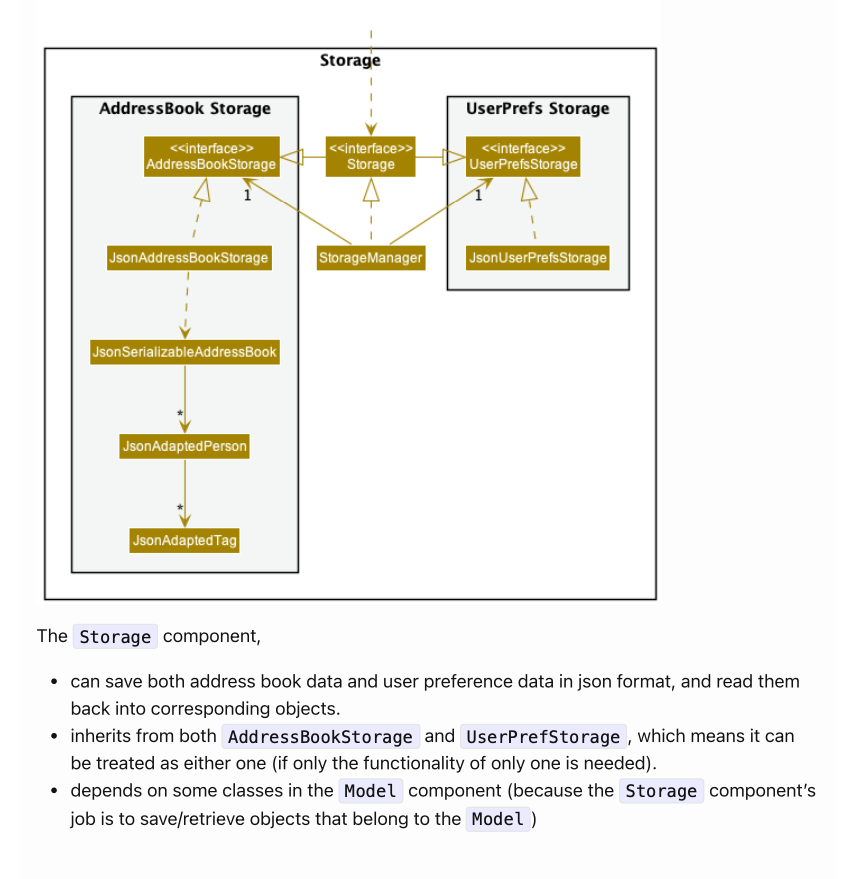 Storage
AddressBook Storage
UserPrefs Storage
<<interface>>
AddressBookStorage
<<interface>>
Storage
<<interface>>
UserPrefsStorage
1
1
JsonAddressBookStorage
StorageManager
JsonUserPrefsStorage
JsonSerializableAddressBook
*
JsonAdaptedPerson
*
JsonAdaptedTag
The Storage component,
• can save both address book data and user preference data in json format, and read them
back into corresponding objects.
• inherits from both AddressBookStorage and UserPrefStorage, which means it can
be treated as either one (if only the functionality of only one is needed).
• depends on some classes in the Model component (because the Storage component’s
job is to save/retrieve objects that belong to the Model)